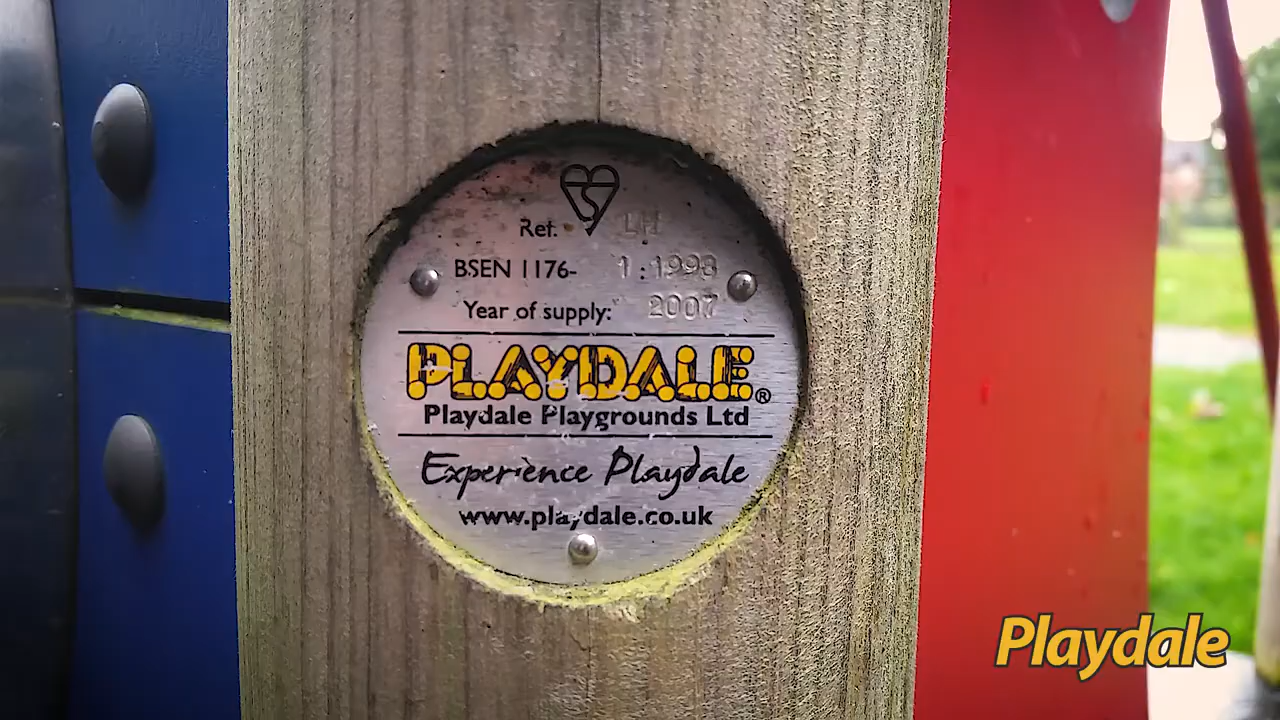 Ref: LH
BSEN 1176- 1:1998
Year of supply: 2007
PLAYDALE®
Playdale Playgrounds Ltd
Experience Playdale
www.playdale.co.uk
Playdale